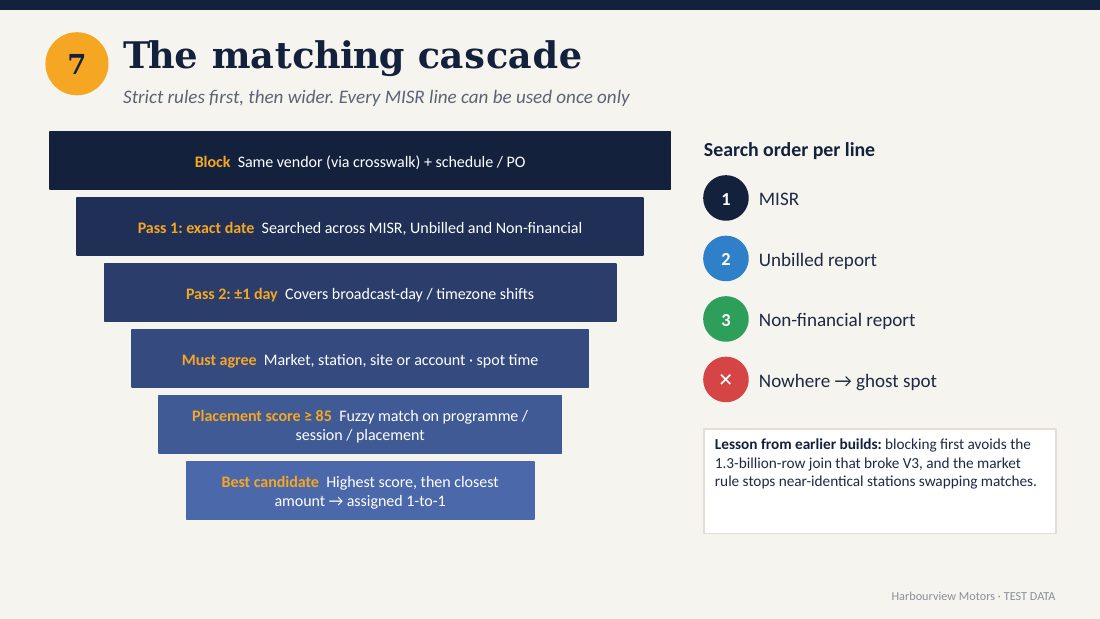 7
The matching cascade
Strict rules first, then wider. Every MISR line can be used once only
Block Same vendor (via crosswalk) + schedule / PO
Pass 1: exact date Searched across MISR, Unbilled and Non-financial
Pass 2: ±1 day Covers broadcast-day / timezone shifts
Must agree Market, station, site or account · spot time
Placement score ≥ 85 Fuzzy match on programme /
session / placement
Best candidate Highest score, then closest
amount → assigned 1-to-1
Search order per line
1 MISR
2 Unbilled report
3 Non-financial report
✕ Nowhere → ghost spot
Lesson from earlier builds: blocking first avoids the
1.3-billion-row join that broke V3, and the market
rule stops near-identical stations swapping matches.
Harbourview Motors · TEST DATA